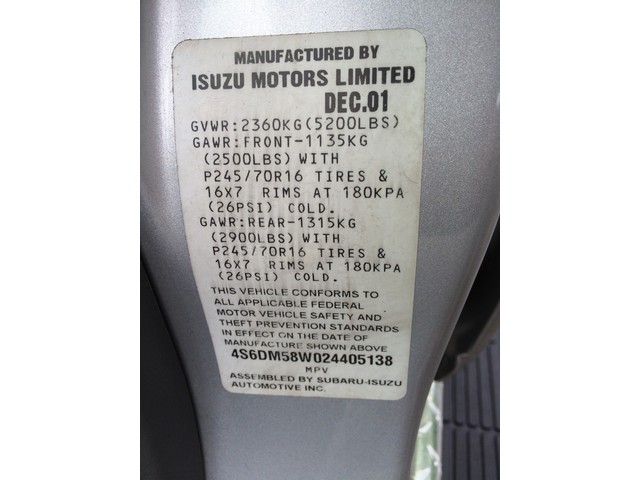 MANUFACTURED BY
ISUZU MOTORS LIMITED
DEC.01
GVWR:2360KG(5200LBS)
GAWR:FRONT-1135KG
(2500LBS) WITH
P245/70R16 TIRES &
16X7 RIMS AT 180KPA
(26PSI) COLD.
GAWR:REAR-1315KG
(2900LBS) WITH
P245/70R16 TIRES &
16X7 RIMS AT 180KPA
(26PSI) COLD.
THIS VEHICLE CONFORMS TO
ALL APPLICABLE FEDERAL
MOTOR VEHICLE SAFETY AND
THEFT PREVENTION STANDARDS
IN EFFECT ON THE DATE OF
MANUFACTURE SHOWN ABOVE
4S6DM58W024405138
MPV
ASSEMBLED BY SUBARU-ISUZU
AUTOMOTIVE INC.